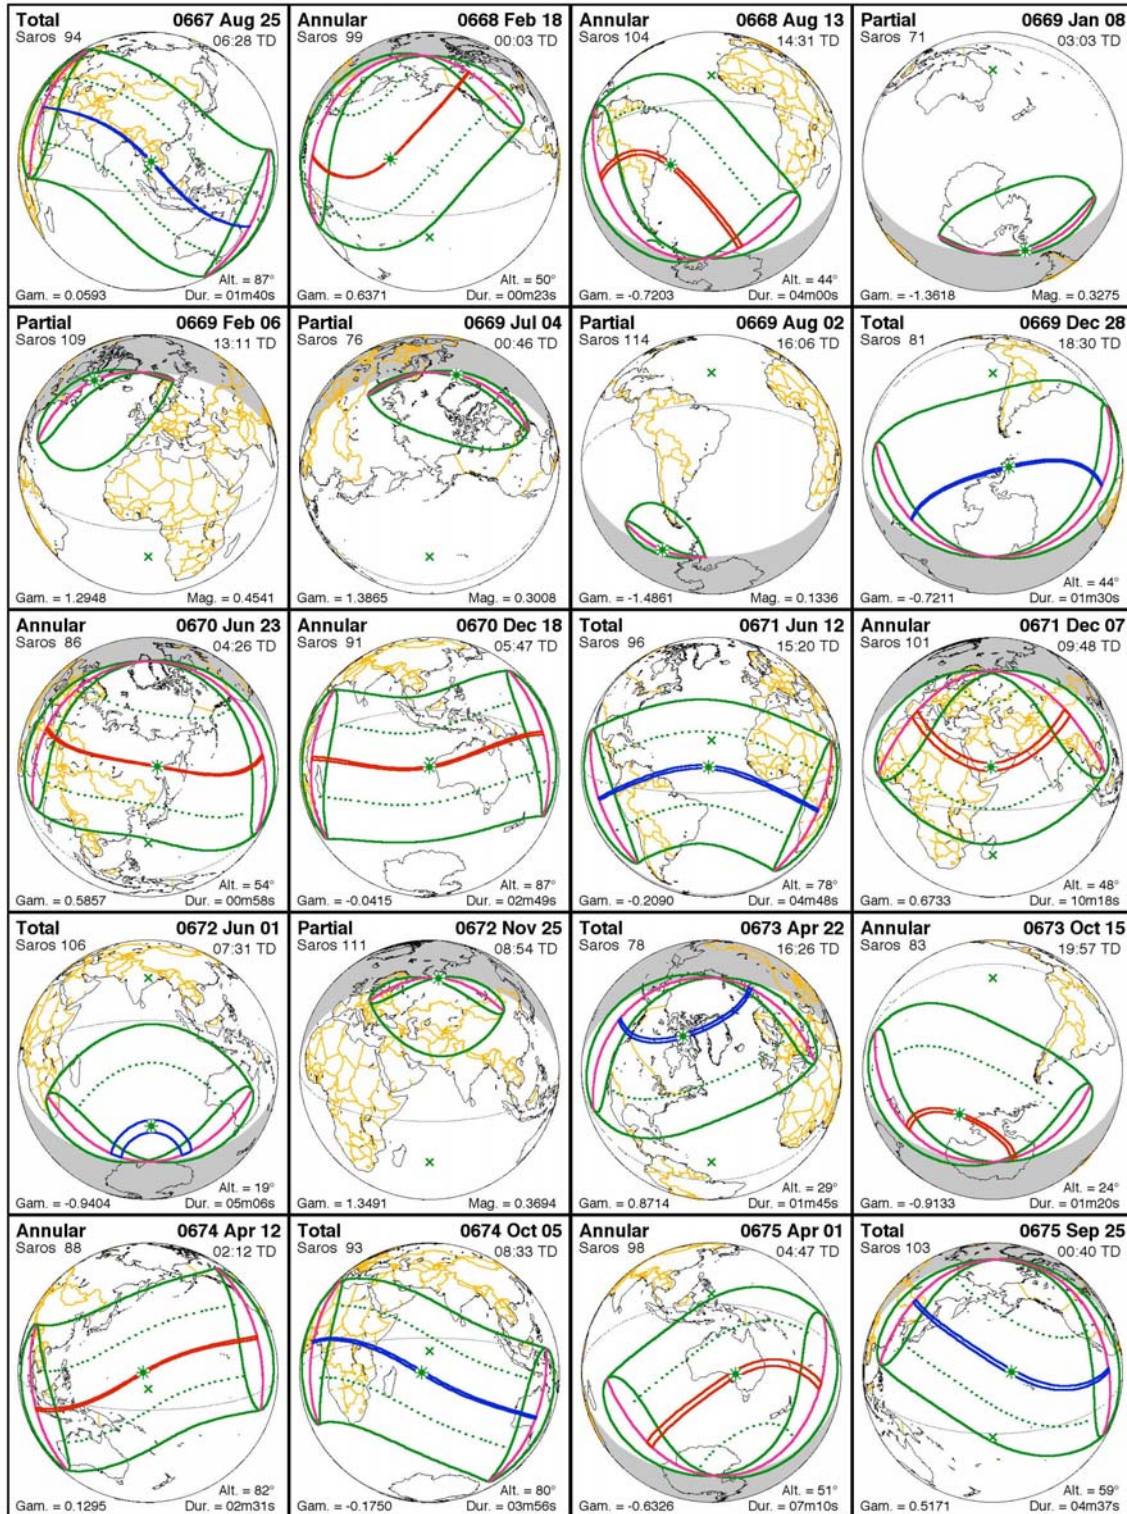 Total 0667 Aug 25
Saros 94 06:28 TD
Alt. = 87°
Gam. = 0.0593 Dur. = 01m40s
Annular 0668 Feb 18
Saros 99 00:03 TD
Alt. = 50°
Gam. = 0.6371 Dur. = 00m23s
Annular 0668 Aug 13
Saros 104 14:31 TD
Alt. = 44°
Gam. = -0.7203 Dur. = 04m00s
Partial 0669 Jan 08
Saros 71 03:03 TD
Gam. = -1.3618 Mag. = 0.3275
Partial 0669 Feb 06
Saros 109 13:11 TD
Gam. = 1.2948 Mag. = 0.4541
Partial 0669 Jul 04
Saros 76 00:46 TD
Gam. = 1.3865 Mag. = 0.3008
Partial 0669 Aug 02
Saros 114 16:06 TD
Gam. = -1.4861 Mag. = 0.1336
Total 0669 Dec 28
Saros 81 18:30 TD
Alt. = 44°
Gam. = -0.7211 Dur. = 01m30s
Annular 0670 Jun 23
Saros 86 04:26 TD
Alt. = 54°
Gam. = 0.5857 Dur. = 00m58s
Annular 0670 Dec 18
Saros 91 05:47 TD
Alt. = 87°
Gam. = -0.0415 Dur. = 02m49s
Total 0671 Jun 12
Saros 96 15:20 TD
Alt. = 78°
Gam. = -0.2090 Dur. = 04m48s
Annular 0671 Dec 07
Saros 101 09:48 TD
Alt. = 48°
Gam. = 0.6733 Dur. = 10m18s
Total 0672 Jun 01
Saros 106 07:31 TD
Alt. = 19°
Gam. = -0.9404 Dur. = 05m06s
Partial 0672 Nov 25
Saros 111 08:54 TD
Gam. = 1.3491 Mag. = 0.3694
Total 0673 Apr 22
Saros 78 16:26 TD
Alt. = 29°
Gam. = 0.8714 Dur. = 01m45s
Annular 0673 Oct 15
Saros 83 19:57 TD
Alt. = 24°
Gam. = -0.9133 Dur. = 01m20s
Annular 0674 Apr 12
Saros 88 02:12 TD
Alt. = 82°
Gam. = 0.1295 Dur. = 02m31s
Total 0674 Oct 05
Saros 93 08:33 TD
Alt. = 80°
Gam. = -0.1750 Dur. = 03m56s
Annular 0675 Apr 01
Saros 98 04:47 TD
Alt. = 51°
Gam. = -0.6326 Dur. = 07m10s
Total 0675 Sep 25
Saros 103 00:40 TD
Alt. = 59°
Gam. = 0.5171 Dur. = 04m37s